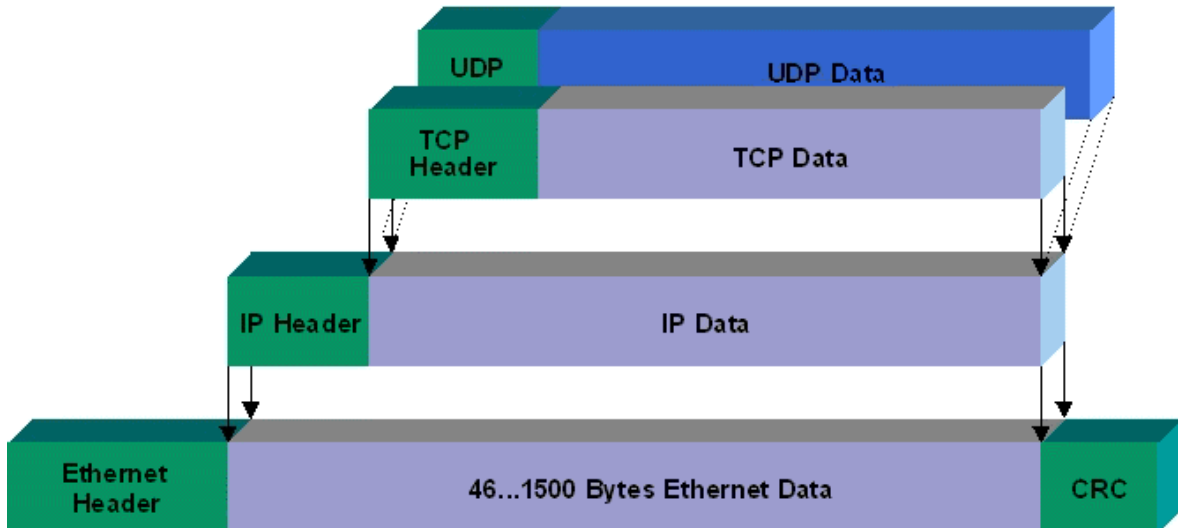 UDP
UDP Data
TCP
Header
TCP Data
IP Header
IP Data
Ethernet
Header
46...1500 Bytes Ethernet Data
CRC